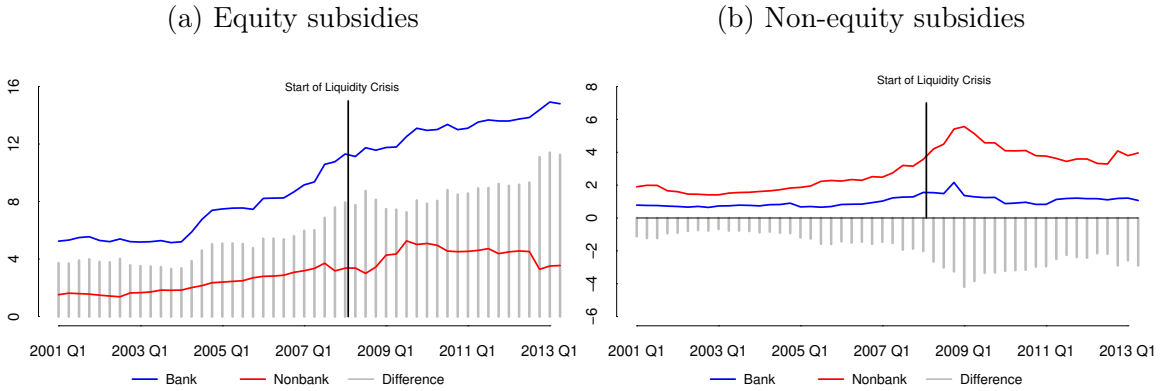 (a) Equity subsidies
Start of Liquidity Crisis
16
12
8
4
0
2001 Q1 2003 Q1 2005 Q1 2007 Q1 2009 Q1 2011 Q1 2013 Q1
Bank Nonbank Difference
(b) Non-equity subsidies
Start of Liquidity Crisis
8
6
4
2
0
−2
−4
−6
2001 Q1 2003 Q1 2005 Q1 2007 Q1 2009 Q1 2011 Q1 2013 Q1
Bank Nonbank Difference